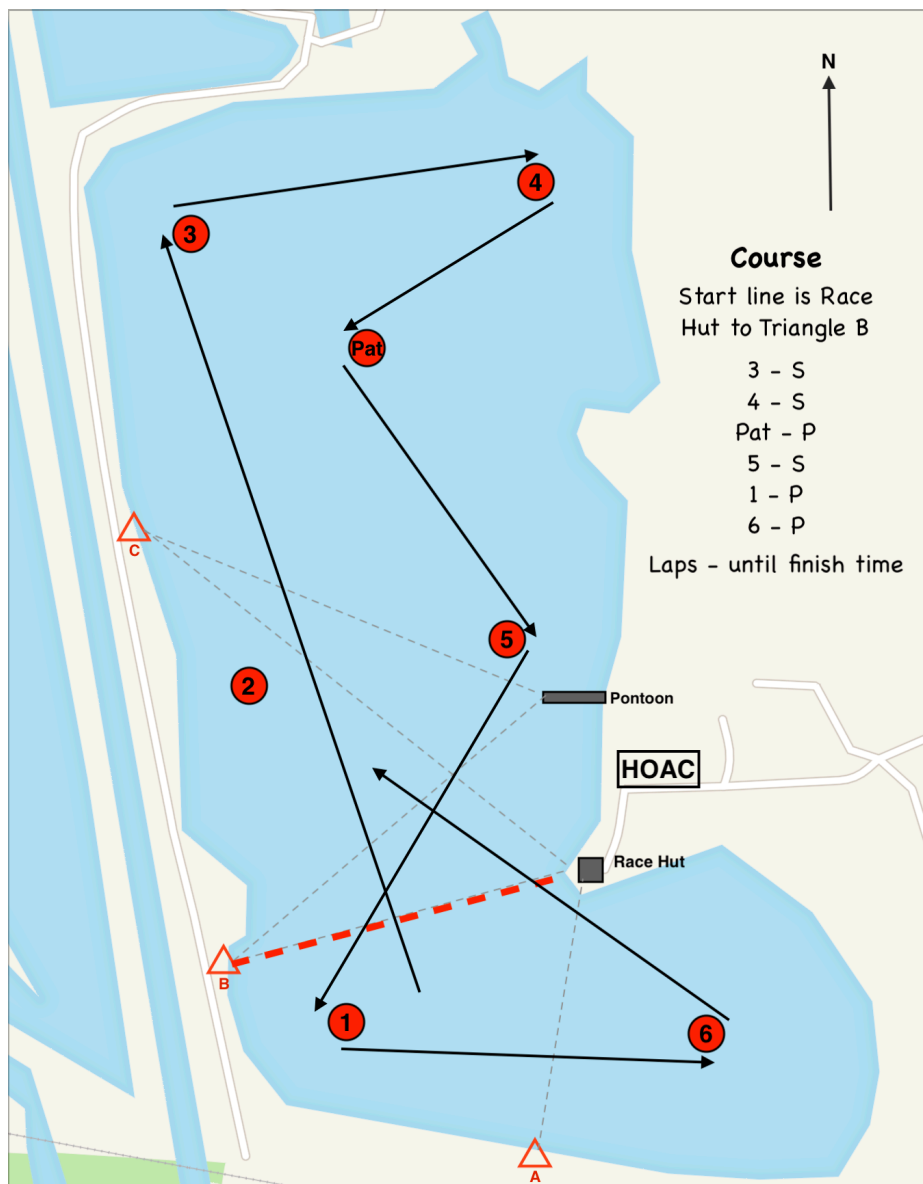 N
4
3
Course
Start line is Race
Hut to Triangle B
Pat
3 - S
4 - S
Pat - P
5 - S
1 - P
6 - P
C
Laps - until finish time
5
2
Pontoon
HOAC
Race Hut
B
1
6
A